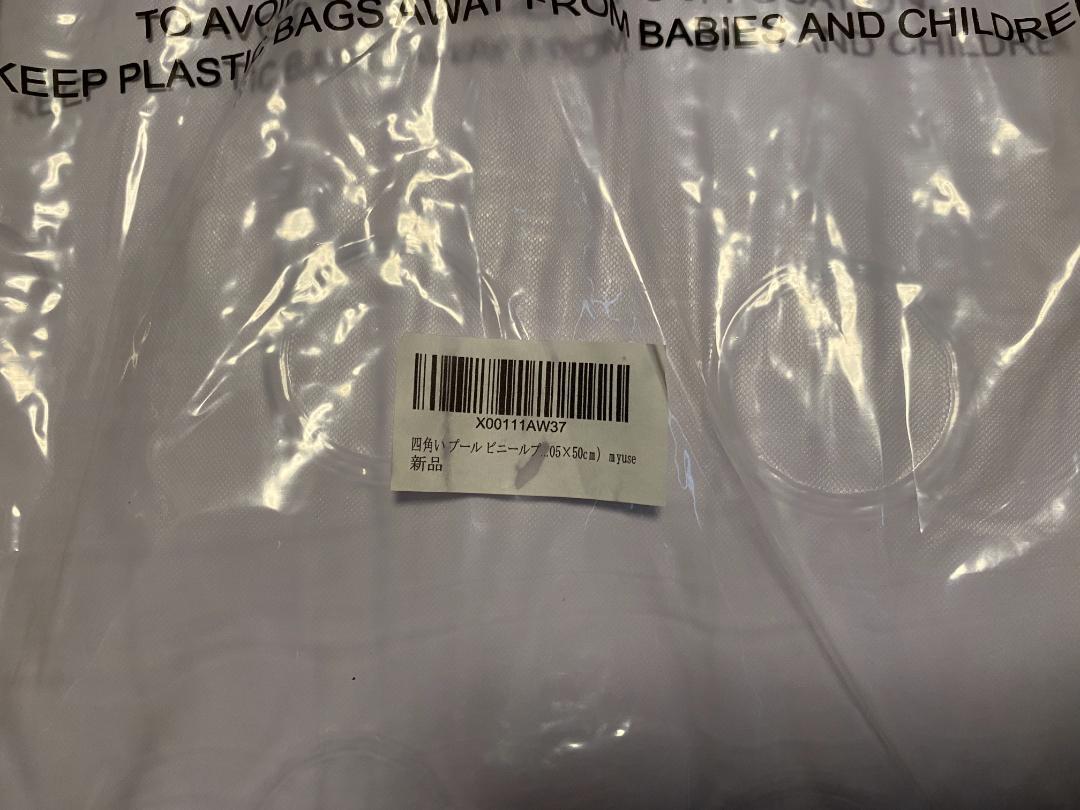 TO AVOID
KEEP PLASTIC BAGS AWAY FROM BABIES AND CHILDREN
X00111AW37
四角い プール ビニールプ...05×50cm) myuse
新品